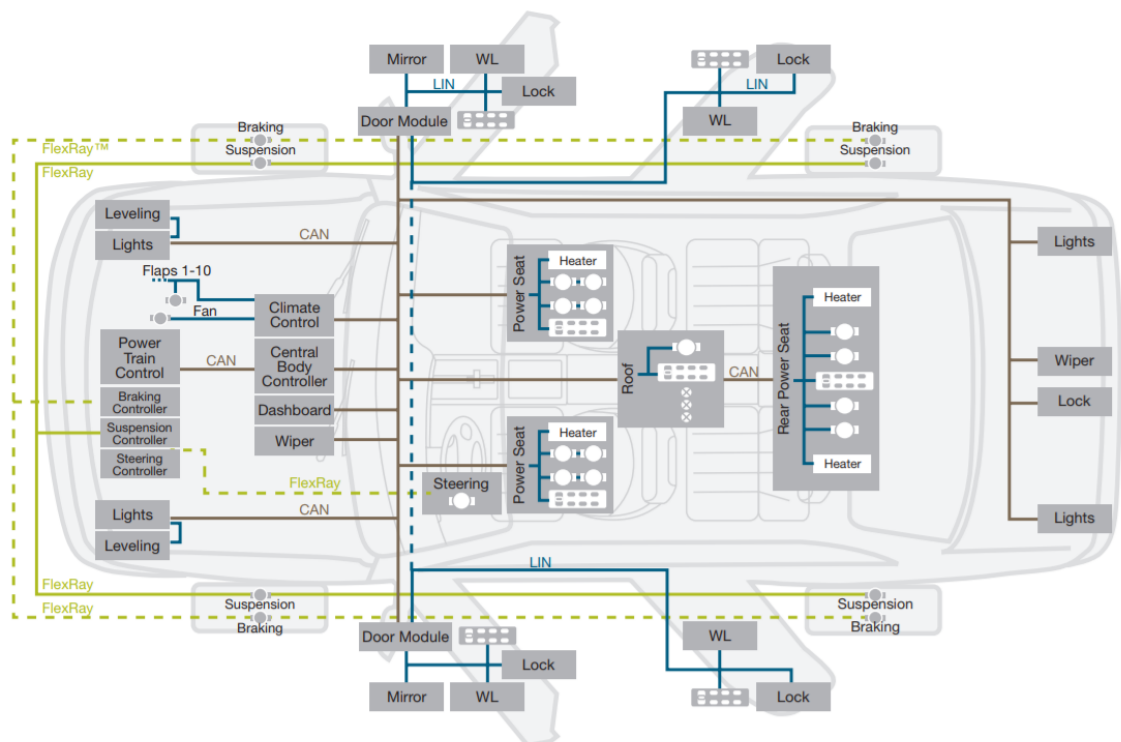 Mirror
WL
LIN
Lock
Door Module
LIN
Lock
WL
Braking
Suspension
FlexRay™
FlexRay
Braking
Suspension
Leveling
Lights
CAN
Flaps 1-10
Fan
Climate
Control
Power
Train
Control
CAN
Central
Body
Controller
Braking
Controller
Dashboard
Suspension
Controller
Wiper
Steering
Controller
FlexRay
Steering
Lights
CAN
Leveling
Power Seat
Heater
Power Seat
Heater
Roof
CAN
Rear Power Seat
Heater
Heater
Lights
Wiper
Lock
Lights
FlexRay
FlexRay
Suspension
Braking
LIN
Suspension
Braking
Door Module
Lock
Mirror
WL
WL
Lock